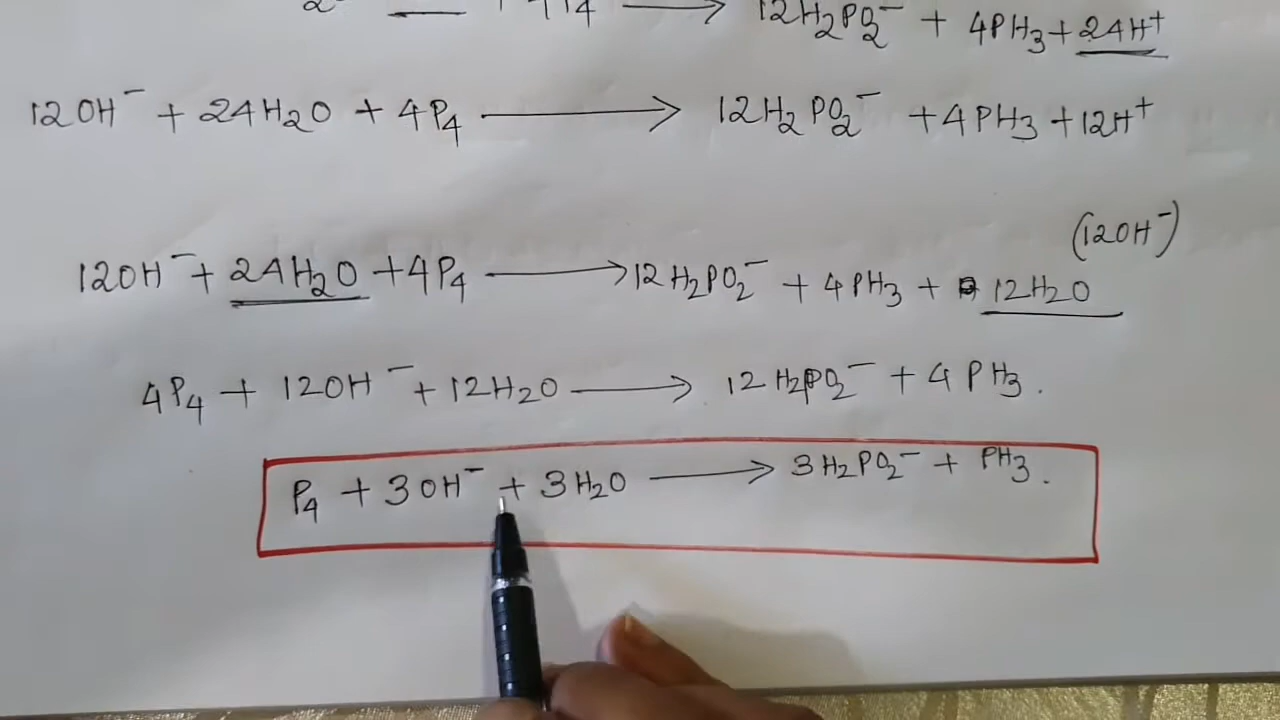 12H₂PO₂⁻ + 4PH₃ + 24H⁺
12OH⁻ + 24H₂O + 4P₄ ⟶ 12H₂PO₂⁻ + 4PH₃ + 12H⁺
(12OH⁻)
12OH⁻ + 24H₂O + 4P₄ ⟶ 12H₂PO₂⁻ + 4PH₃ + 12H₂O
4P₄ + 12OH⁻ + 12H₂O ⟶ 12H₂PO₂⁻ + 4PH₃.
P₄ + 3OH⁻ + 3H₂O ⟶ 3H₂PO₂⁻ + PH₃.